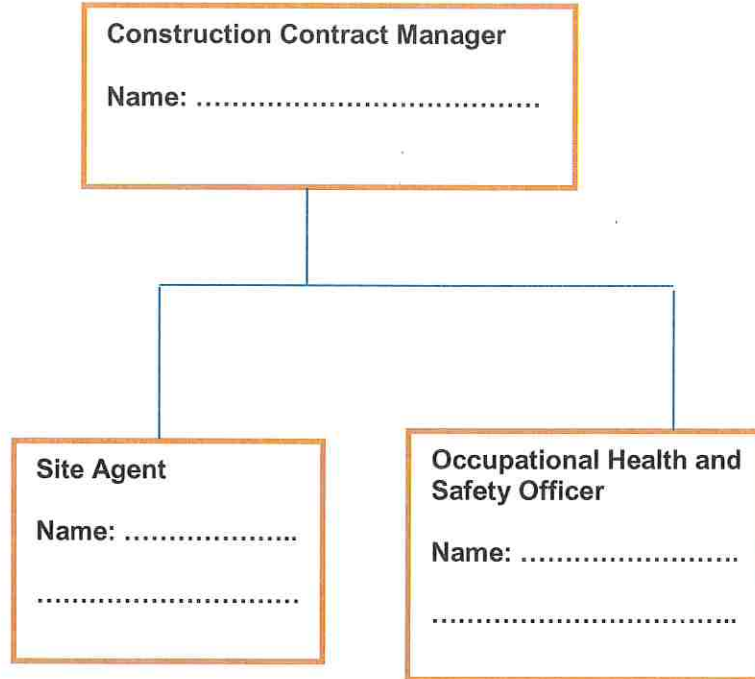 Construction Contract Manager
Name: ……………………………………
Site Agent
Name: ………………..
…………………………
Occupational Health and
Safety Officer
Name: …………………….
……………………………..